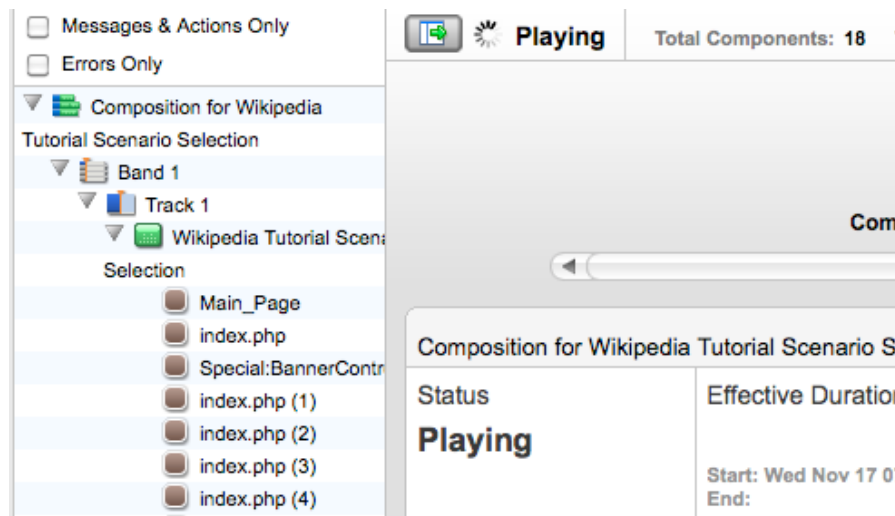 Messages & Actions Only
Errors Only
Composition for Wikipedia
Tutorial Scenario Selection
Band 1
Track 1
Wikipedia Tutorial Scena
Selection
Main_Page
index.php
Special:BannerContr
index.php (1)
index.php (2)
index.php (3)
index.php (4)
Playing
Total Components: 18
Com
Composition for Wikipedia Tutorial Scenario S
Status
Playing
Effective Duration
Start: Wed Nov 17 07
End: